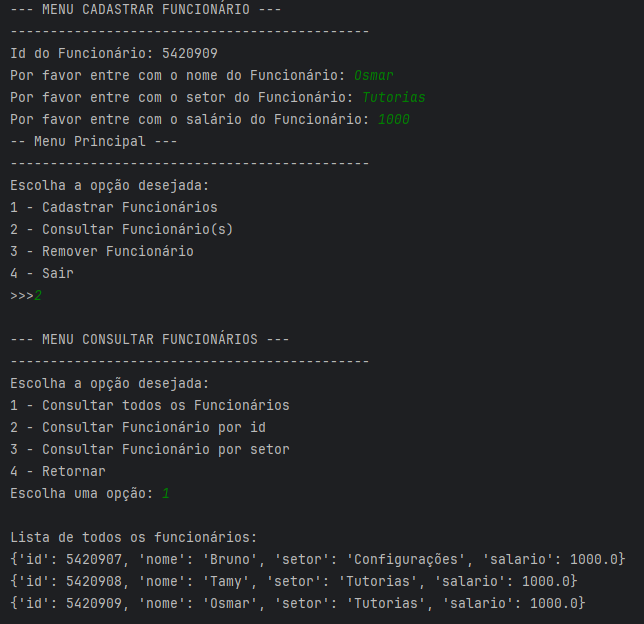 --- MENU CADASTRAR FUNCIONÁRIO ---
---------------------------------------------
Id do Funcionário: 5420909
Por favor entre com o nome do Funcionário: Osmar
Por favor entre com o setor do Funcionário: Tutorias
Por favor entre com o salário do Funcionário: 1000
-- Menu Principal ---
---------------------------------------------
Escolha a opção desejada:
1 - Cadastrar Funcionários
2 - Consultar Funcionário(s)
3 - Remover Funcionário
4 - Sair
>>>2
--- MENU CONSULTAR FUNCIONÁRIOS ---
---------------------------------------------
Escolha a opção desejada:
1 - Consultar todos os Funcionários
2 - Consultar Funcionário por id
3 - Consultar Funcionário por setor
4 - Retornar
Escolha uma opção: 1
Lista de todos os funcionários:
{'id': 5420907, 'nome': 'Bruno', 'setor': 'Configurações', 'salario': 1000.0}
{'id': 5420908, 'nome': 'Tamy', 'setor': 'Tutorias', 'salario': 1000.0}
{'id': 5420909, 'nome': 'Osmar', 'setor': 'Tutorias', 'salario': 1000.0}